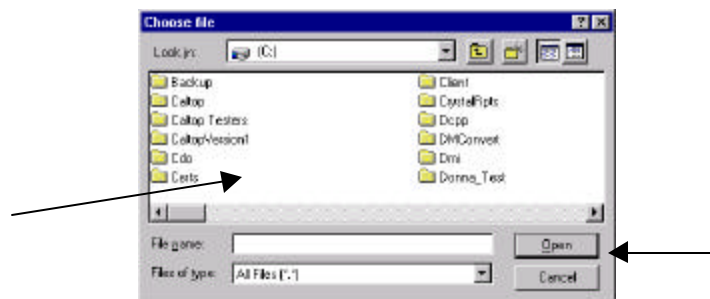 Choose file
Look in: (C:)
Backup Client
Caltop CrystalRpts
Caltop Testers Dcpp
CaltopVersion1 DMConvert
Cdo Dmi
Certs Donna_Test
File name: Open
Files of type: All Files (*.*) Cancel